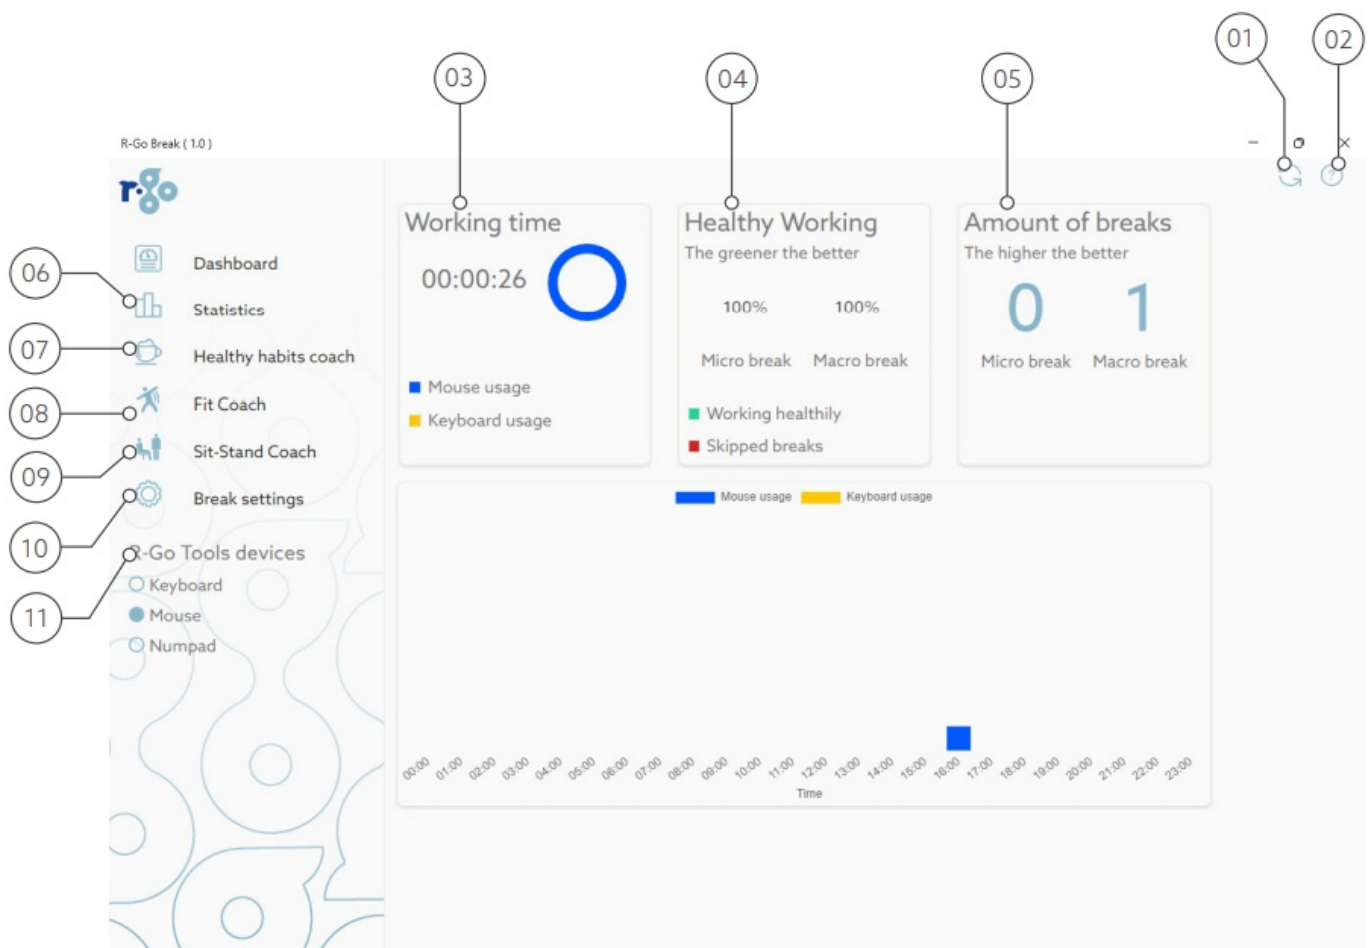 01
02
03
04
05
R-Go Break ( 1.0 )
r·go
Working time
00:00:26
Mouse usage
Keyboard usage
Healthy Working
The greener the better
100% 100%
Micro break Macro break
Working healthily
Skipped breaks
Amount of breaks
The higher the better
0 1
Micro break Macro break
Dashboard
06
Statistics
07
Healthy habits coach
08
Fit Coach
09
Sit-Stand Coach
10
Break settings
11
R-Go Tools devices
Keyboard
Mouse
Numpad
Mouse usage Keyboard usage
00:00 01:00 02:00 03:00 04:00 05:00 06:00 07:00 08:00 09:00 10:00 11:00 12:00 13:00 14:00 15:00 16:00 17:00 18:00 19:00 20:00 21:00 22:00 23:00
Time